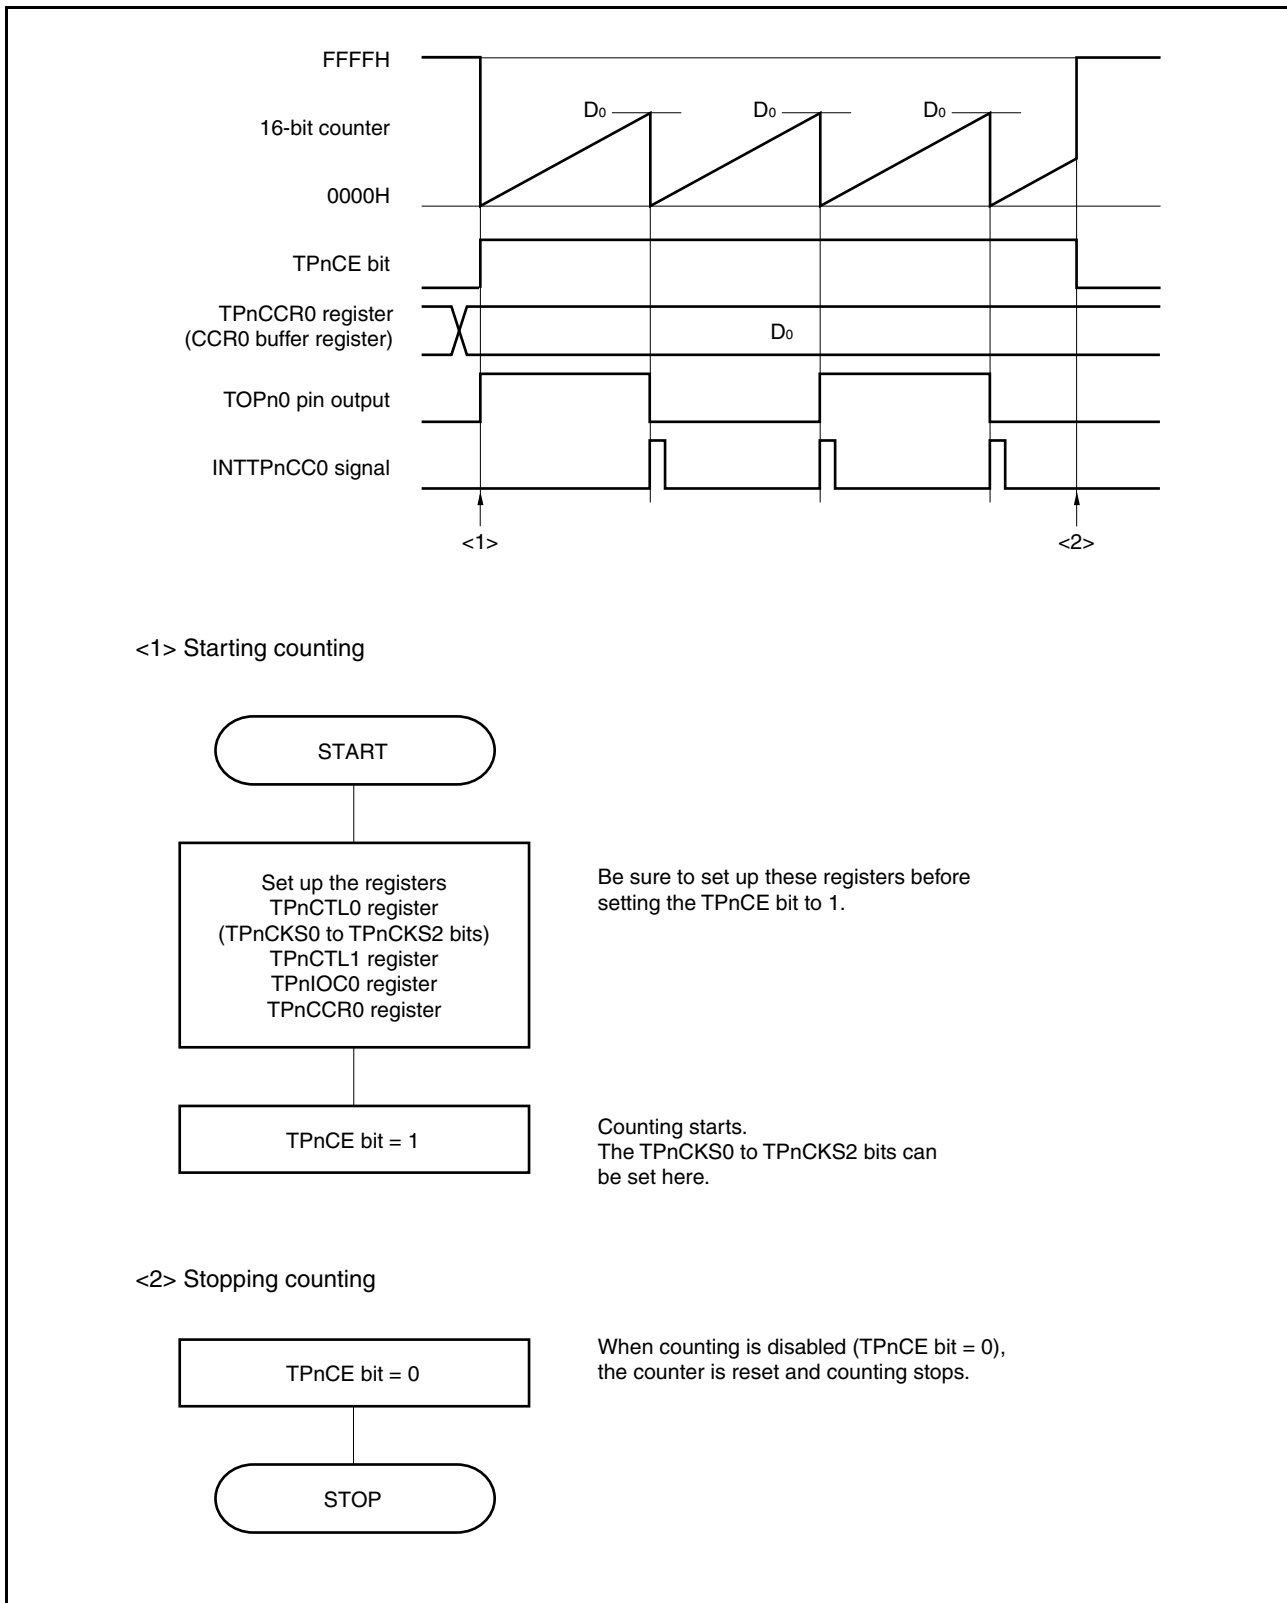 FFFFH
D0 D0 D0
16-bit counter
0000H
TPnCE bit
TPnCCR0 register
(CCR0 buffer register)
D0
TOPn0 pin output
INTTPnCC0 signal
<1> <2>
<1> Starting counting
START
Set up the registers
TPnCTL0 register
(TPnCKS0 to TPnCKS2 bits)
TPnCTL1 register
TPnIOC0 register
TPnCCR0 register
Be sure to set up these registers before
setting the TPnCE bit to 1.
TPnCE bit = 1
Counting starts.
The TPnCKS0 to TPnCKS2 bits can
be set here.
<2> Stopping counting
TPnCE bit = 0
When counting is disabled (TPnCE bit = 0),
the counter is reset and counting stops.
STOP